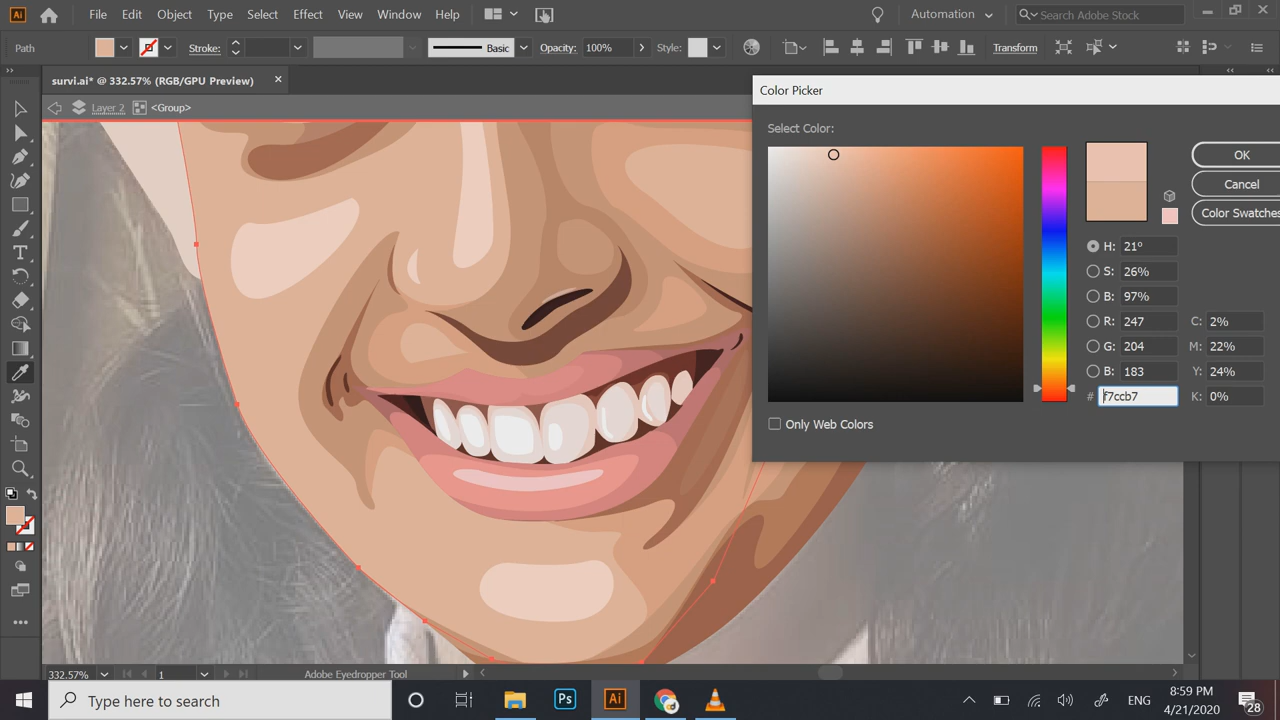 Ai File Edit Object Type Select Effect View Window Help Automation Search Adobe Stock
Path Stroke: Basic Opacity: 100% Style: Transform
survi.ai* @ 332.57% (RGB/GPU Preview)
Layer 2 <Group>
Color Picker
Select Color:
OK
Cancel
Color Swatches
H: 21°
S: 26%
B: 97%
R: 247 C: 2%
G: 204 M: 22%
B: 183 Y: 24%
# f7ccb7 K: 0%
Only Web Colors
332.57% 1 Adobe Eyedropper Tool
Type here to search
Ps
Ai
ENG
8:59 PM
4/21/2020
28